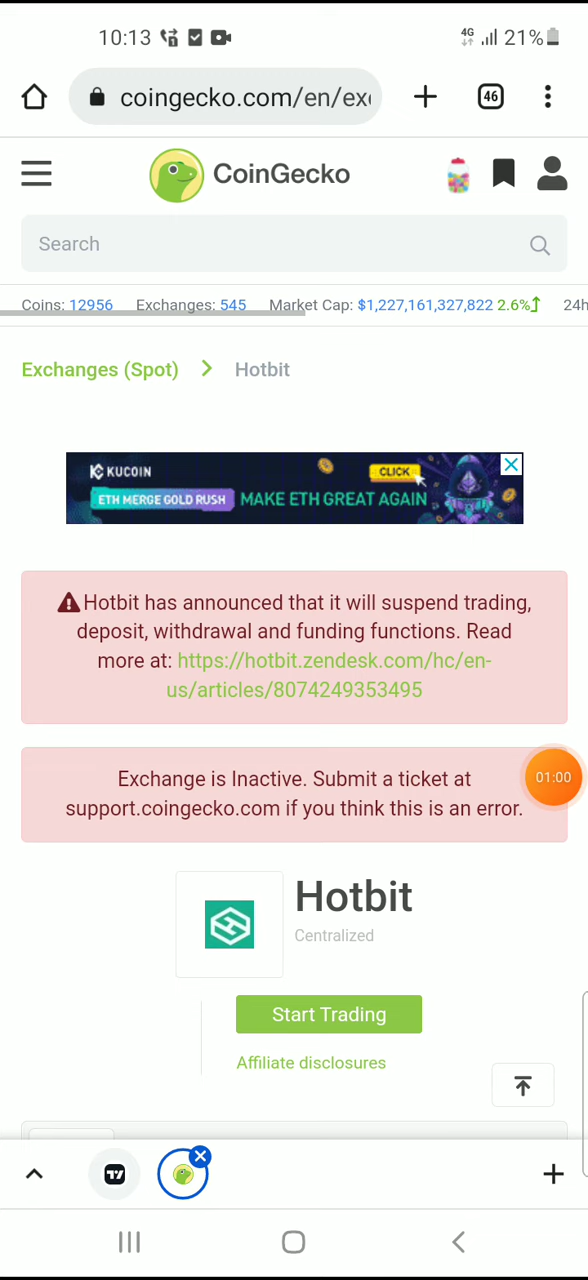 10:13
4G 21%
coingecko.com/en/ex
46
CoinGecko
Search
Coins: 12956 Exchanges: 545 Market Cap: $1,227,161,327,822 2.6% 24h
Exchanges (Spot) > Hotbit
KUCOIN
CLICK
ETH MERGE GOLD RUSH MAKE ETH GREAT AGAIN
Hotbit has announced that it will suspend trading,
deposit, withdrawal and funding functions. Read
more at: https://hotbit.zendesk.com/hc/en-
us/articles/8074249353495
Exchange is Inactive. Submit a ticket at
support.coingecko.com if you think this is an error.
01:00
Hotbit
Centralized
Start Trading
Affiliate disclosures